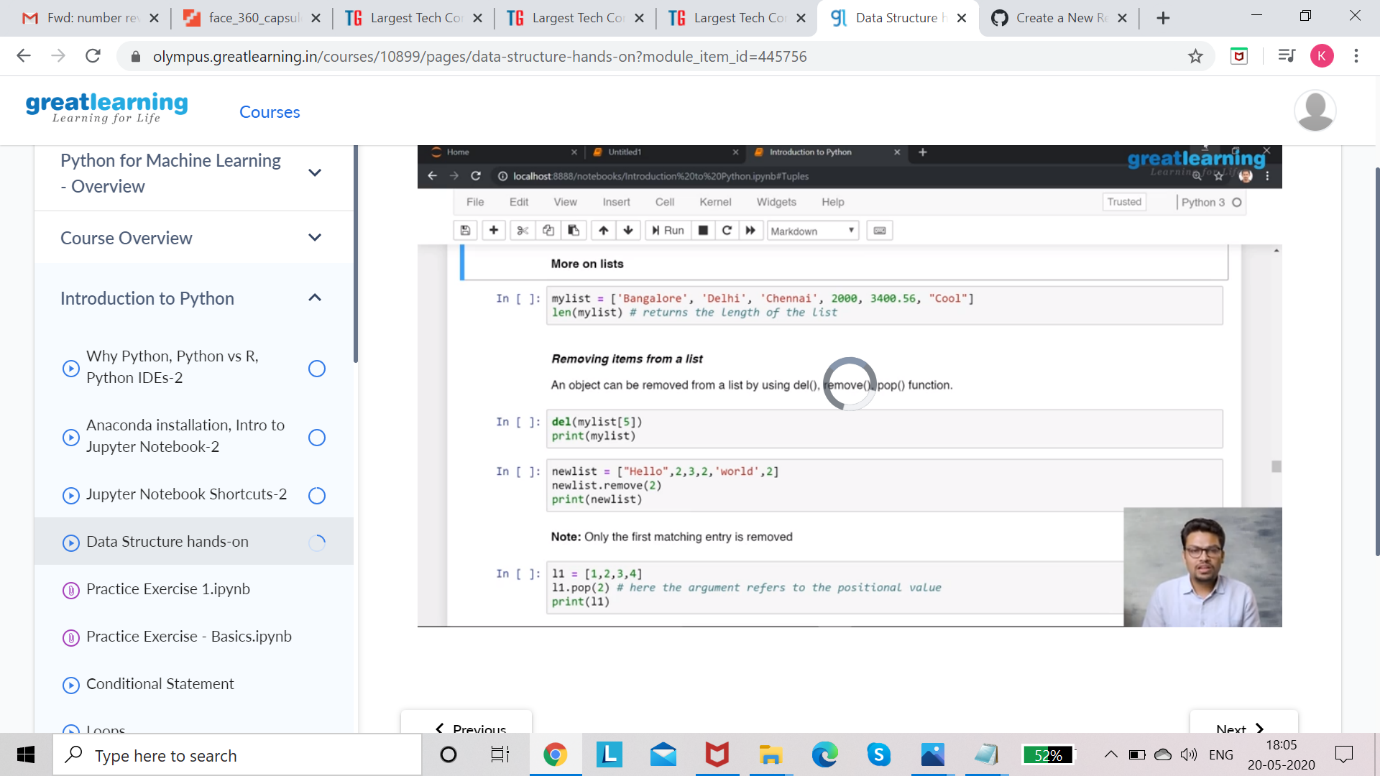 Fwd: number re
face_360_capsul
Largest Tech Co
Largest Tech Co
Largest Tech Co
Data Structure
Create a New R
olympus.greatlearning.in/courses/10899/pages/data-structure-hands-on?module_item_id=445756
K
greatlearning
Learning for Life
Courses
Python for Machine Learning
- Overview
Course Overview
Introduction to Python
Why Python, Python vs R,
Python IDEs-2
Anaconda installation, Intro to
Jupyter Notebook-2
Jupyter Notebook Shortcuts-2
Data Structure hands-on
Practice Exercise 1.ipynb
Practice Exercise - Basics.ipynb
Conditional Statement
Loops
Home
Untitled1
Introduction to Python
greatlearning
Learning for Life
localhost:8888/notebooks/Introduction%20to%20Python.ipynb#Tuples
File Edit View Insert Cell Kernel Widgets Help
Trusted Python 3
Run Markdown
More on lists
In [ ]: mylist = ['Bangalore', 'Delhi', 'Chennai', 2000, 3400.56, "Cool"]
len(mylist) # returns the length of the list
Removing items from a list
An object can be removed from a list by using del(), remove(), pop() function.
In [ ]: del(mylist[5])
print(mylist)
In [ ]: newlist = ["Hello",2,3,2,'world',2]
newlist.remove(2)
print(newlist)
Note: Only the first matching entry is removed
In [ ]: l1 = [1,2,3,4]
l1.pop(2) # here the argument refers to the positional value
print(l1)
Previous
Next
Type here to search
L
S
52%
ENG
18:05
20-05-2020